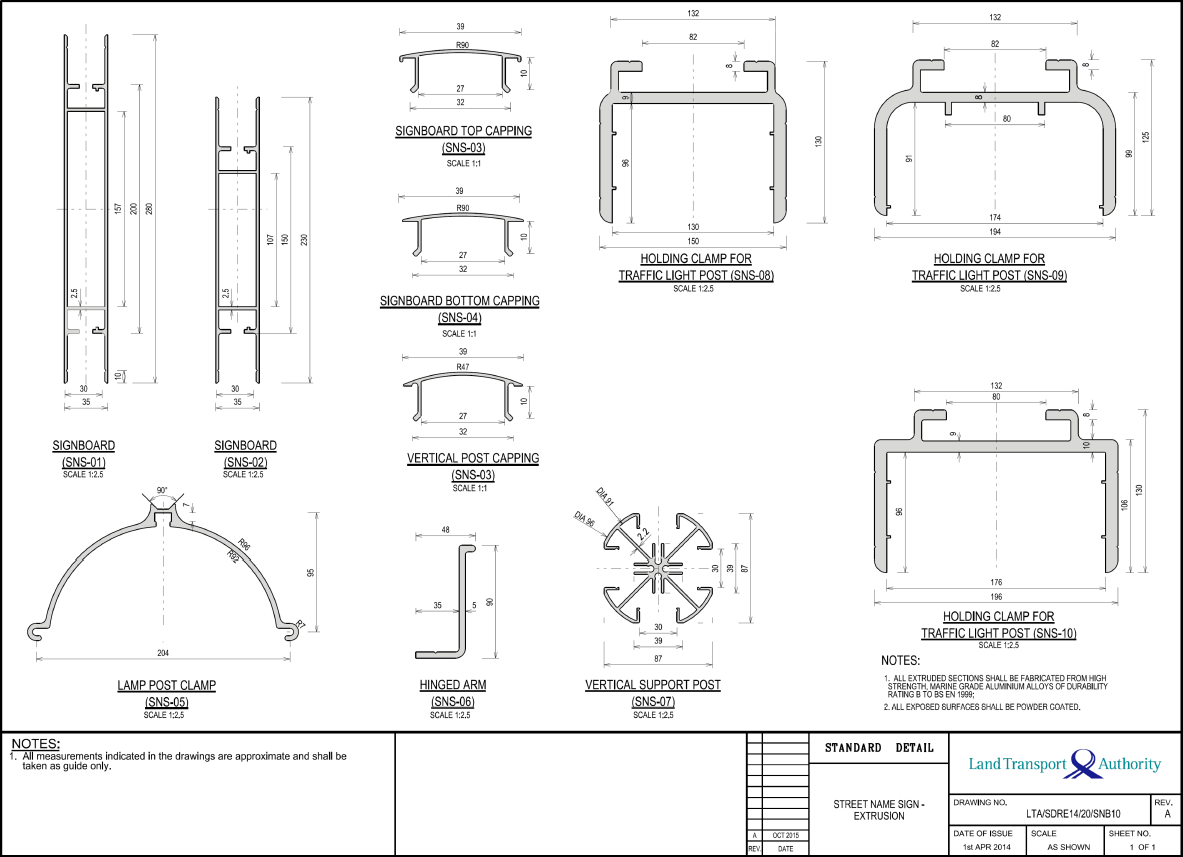 35
30
2.5
10
157
200
280
SIGNBOARD
(SNS-01)
SCALE 1:2.5
2.5
107
150
230
30
35
SIGNBOARD
(SNS-02)
SCALE 1:2.5
39
R90
10
27
32
SIGNBOARD TOP CAPPING
(SNS-03)
SCALE 1:1
39
R90
10
27
32
SIGNBOARD BOTTOM CAPPING
(SNS-04)
SCALE 1:1
39
R47
10
27
32
VERTICAL POST CAPPING
(SNS-03)
SCALE 1:1
132
82
8
9
96
130
130
150
HOLDING CLAMP FOR
TRAFFIC LIGHT POST (SNS-08)
SCALE 1:2.5
132
82
8
8
80
91
99
125
174
194
HOLDING CLAMP FOR
TRAFFIC LIGHT POST (SNS-09)
SCALE 1:2.5
90°
7
R96
R92
95
R7
204
LAMP POST CLAMP
(SNS-05)
SCALE 1:2.5
48
35
5
90
HINGED ARM
(SNS-06)
SCALE 1:2.5
DIA 91
DIA 96
2.2
30
39
87
30
39
87
VERTICAL SUPPORT POST
(SNS-07)
SCALE 1:2.5
132
80
8
9
10
96
106
130
176
196
HOLDING CLAMP FOR
TRAFFIC LIGHT POST (SNS-10)
SCALE 1:2.5
NOTES:
1. ALL EXTRUDED SECTIONS SHALL BE FABRICATED FROM HIGH
STRENGTH, MARINE GRADE ALUMINIUM ALLOYS OF DURABILITY
RATING B TO BS EN 1999;
2. ALL EXPOSED SURFACES SHALL BE POWDER COATED.
NOTES:
1. All measurements indicated in the drawings are approximate and shall be
taken as guide only.
A OCT 2015
REV. DATE
STANDARD DETAIL
STREET NAME SIGN -
EXTRUSION
Land Transport Authority
DRAWING NO.
LTA/SDRE14/20/SNB10
REV.
A
DATE OF ISSUE
1st APR 2014
SCALE
AS SHOWN
SHEET NO.
1 OF 1